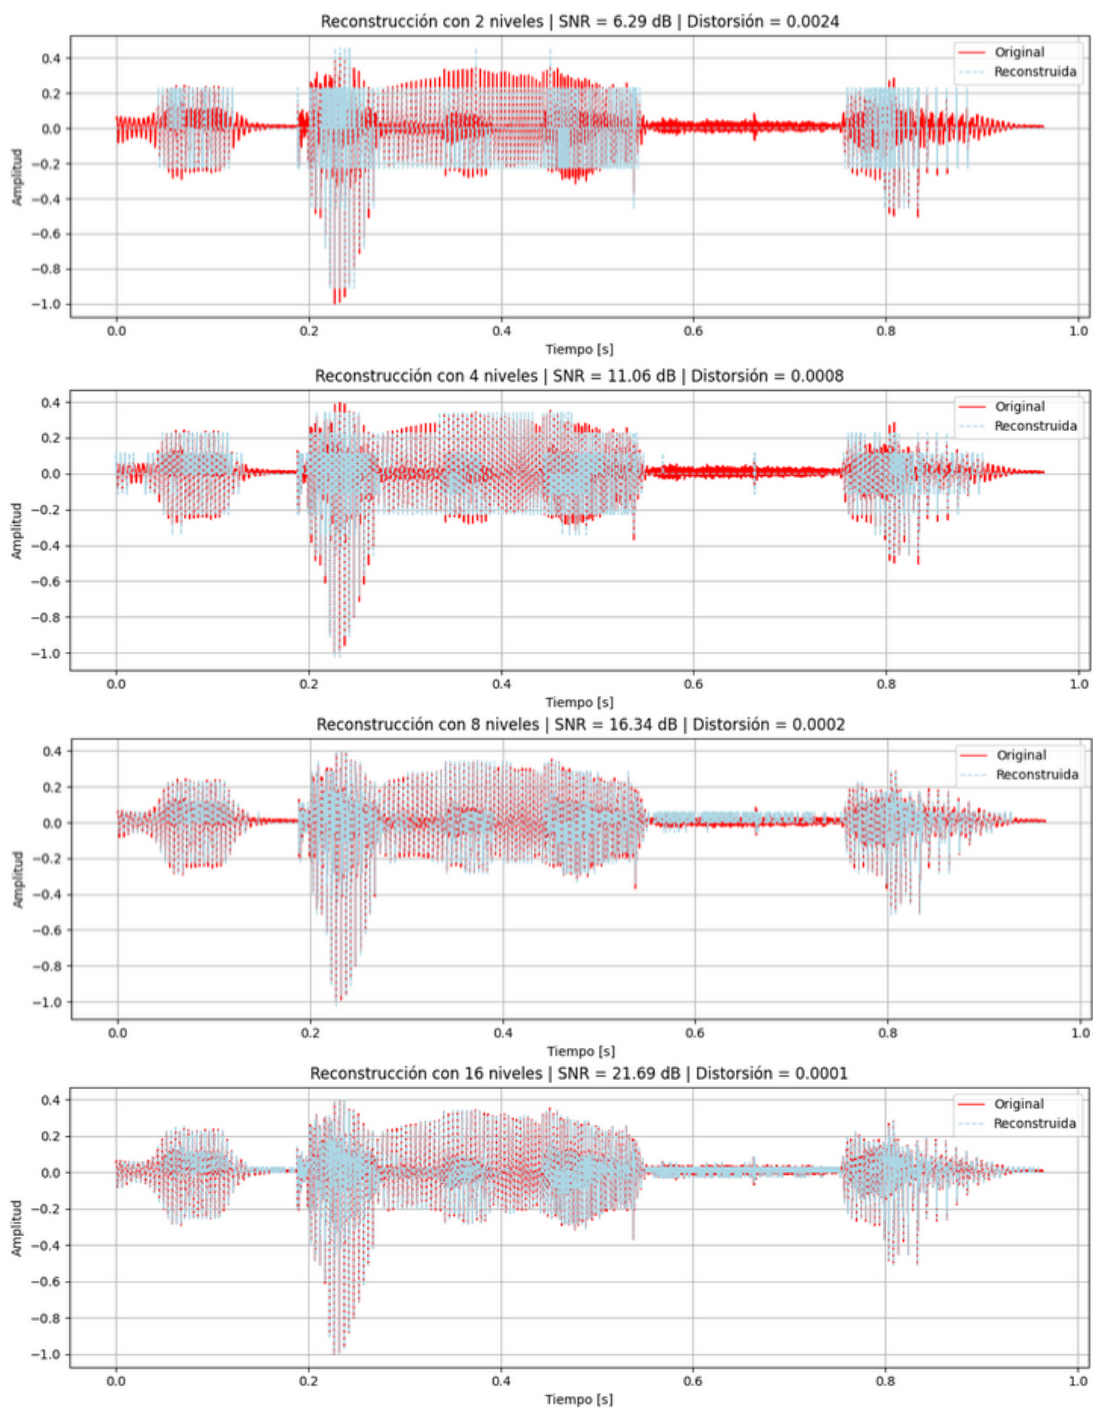 Reconstrucción con 2 niveles | SNR = 6.29 dB | Distorsión = 0.0024
Original
Reconstruida
0.4
0.2
0.0
−0.2
−0.4
−0.6
−0.8
−1.0
Amplitud
0.0 0.2 0.4 0.6 0.8 1.0
Tiempo [s]
Reconstrucción con 4 niveles | SNR = 11.06 dB | Distorsión = 0.0008
Original
Reconstruida
0.4
0.2
0.0
−0.2
−0.4
−0.6
−0.8
−1.0
Amplitud
0.0 0.2 0.4 0.6 0.8 1.0
Tiempo [s]
Reconstrucción con 8 niveles | SNR = 16.34 dB | Distorsión = 0.0002
Original
Reconstruida
0.4
0.2
0.0
−0.2
−0.4
−0.6
−0.8
−1.0
Amplitud
0.0 0.2 0.4 0.6 0.8 1.0
Tiempo [s]
Reconstrucción con 16 niveles | SNR = 21.69 dB | Distorsión = 0.0001
Original
Reconstruida
0.4
0.2
0.0
−0.2
−0.4
−0.6
−0.8
−1.0
Amplitud
0.0 0.2 0.4 0.6 0.8 1.0
Tiempo [s]